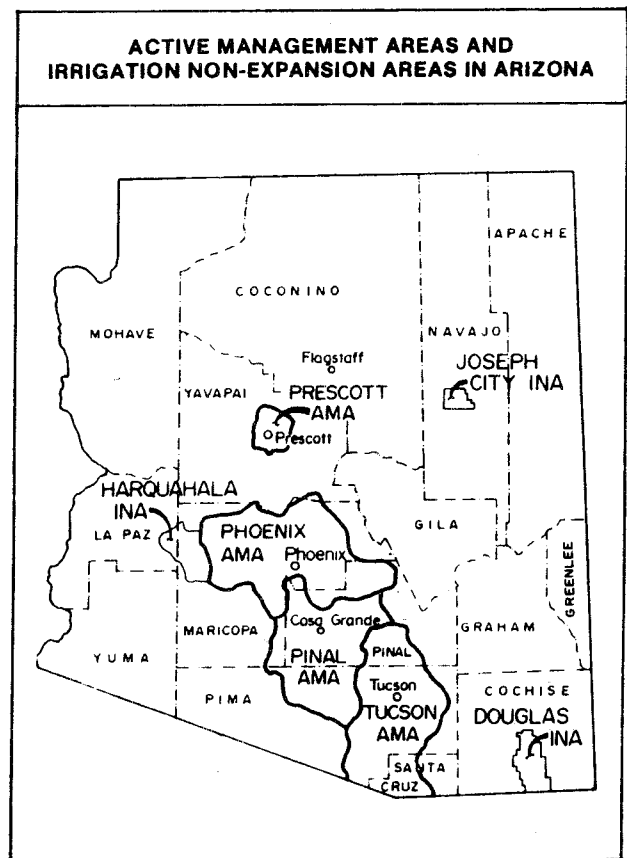 ACTIVE MANAGEMENT AREAS AND
IRRIGATION NON-EXPANSION AREAS IN ARIZONA
APACHE
COCONINO
MOHAVE
NAVAJO
Flagstaff
JOSEPH
CITY INA
YAVAPAI
PRESCOTT
AMA
Prescott
HARQUAHALA
INA
LA PAZ
PHOENIX
AMA
Phoenix
GILA
GREENLEE
MARICOPA
Casa Grande
GRAHAM
YUMA
PINAL
AMA
PINAL
PIMA
Tucson
TUCSON
AMA
COCHISE
DOUGLAS
INA
SANTA
CRUZ